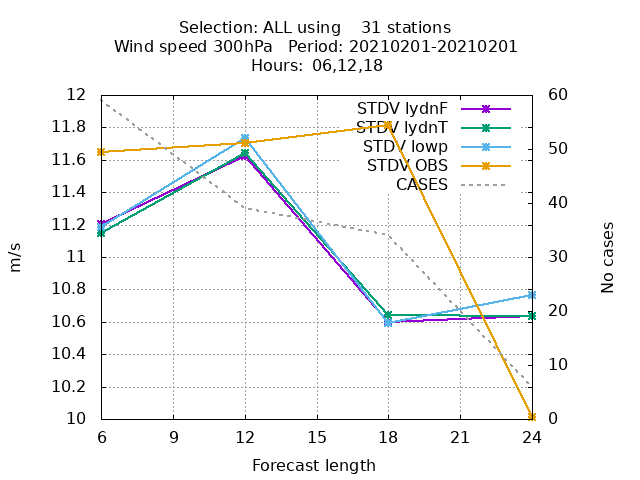 Selection: ALL using    31 stations
Wind speed 300hPa   Period: 20210201-20210201
Hours:  06,12,18
12
11.8
11.6
11.4
11.2
11
10.8
10.6
10.4
10.2
10
60
50
40
30
20
10
0
STDV lydnF
STDV lydnT
STDV lowp
STDV OBS
CASES
m/s
No cases
6
9
12
15
18
21
24
Forecast length